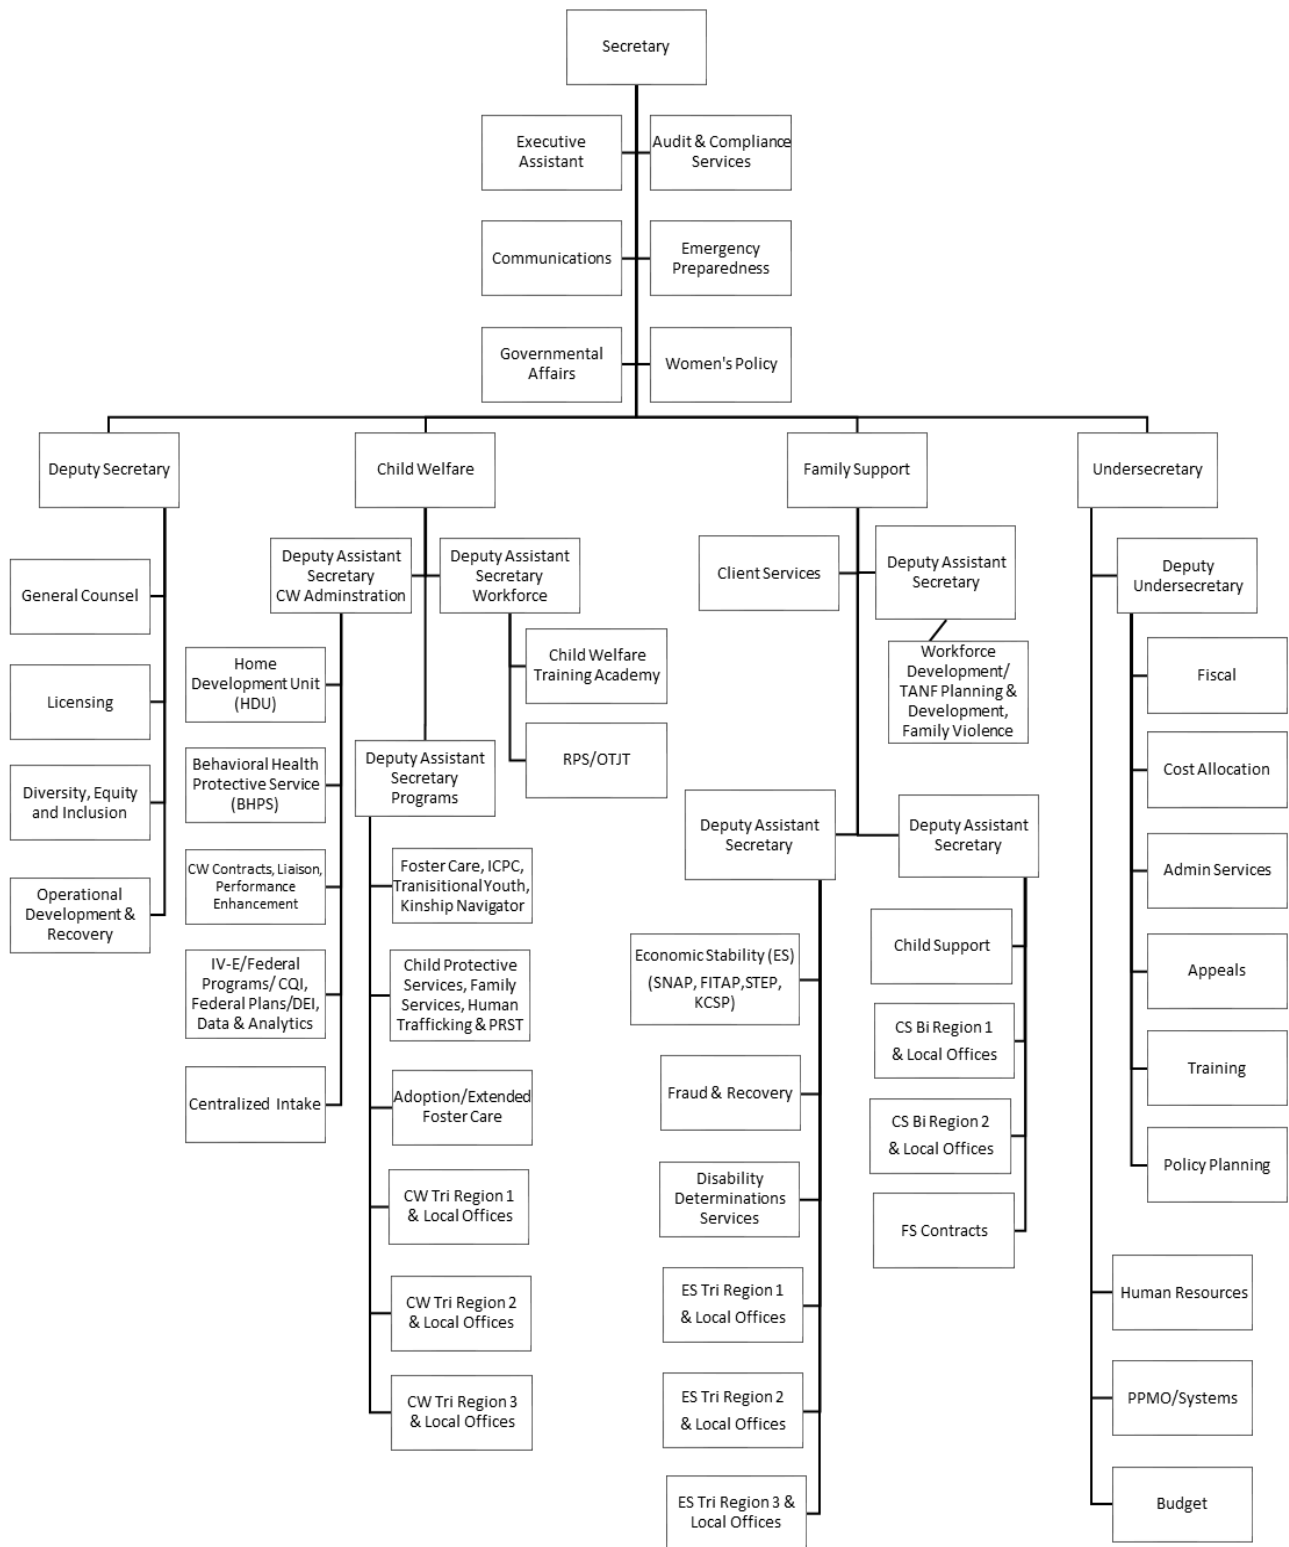 Secretary
Executive
Assistant
Audit & Compliance
Services
Communications
Emergency
Preparedness
Governmental
Affairs
Women's Policy
Deputy Secretary
Child Welfare
Family Support
Undersecretary
General Counsel
Licensing
Diversity, Equity
and Inclusion
Operational
Development &
Recovery
Deputy Assistant
Secretary
CW Adminstration
Deputy Assistant
Secretary
Workforce
Home
Development Unit
(HDU)
Behavioral Health
Protective Service
(BHPS)
CW Contracts, Liaison,
Performance
Enhancement
IV-E/Federal
Programs/ CQI,
Federal Plans/DEI,
Data & Analytics
Centralized Intake
Child Welfare
Training Academy
RPS/OTJT
Deputy Assistant
Secretary
Programs
Foster Care, ICPC,
Tranisitional Youth,
Kinship Navigator
Child Protective
Services, Family
Services, Human
Trafficking & PRST
Adoption/Extended
Foster Care
CW Tri Region 1
& Local Offices
CW Tri Region 2
& Local Offices
CW Tri Region 3
& Local Offices
Client Services
Deputy Assistant
Secretary
Workforce
Development/
TANF Planning &
Development,
Family Violence
Deputy Assistant
Secretary
Deputy Assistant
Secretary
Economic Stability (ES)
(SNAP, FITAP,STEP,
KCSP)
Fraud & Recovery
Disability
Determinations
Services
ES Tri Region 1
& Local Offices
ES Tri Region 2
& Local Offices
ES Tri Region 3 &
Local Offices
Child Support
CS Bi Region 1
& Local Offices
CS Bi Region 2
& Local Offices
FS Contracts
Deputy
Undersecretary
Fiscal
Cost Allocation
Admin Services
Appeals
Training
Policy Planning
Human Resources
PPMO/Systems
Budget